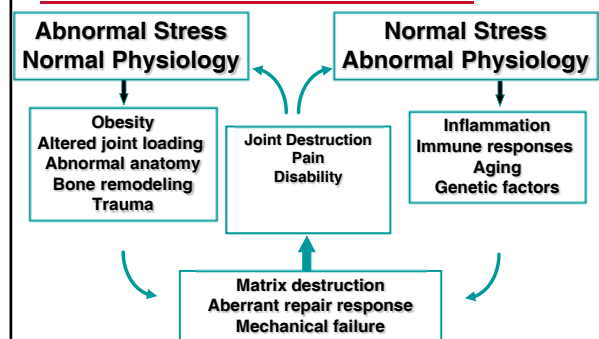 Abnormal Stress
Normal Physiology
Normal Stress
Abnormal Physiology
Obesity
Altered joint loading
Abnormal anatomy
Bone remodeling
Trauma
Joint Destruction
Pain
Disability
Inflammation
Immune responses
Aging
Genetic factors
Matrix destruction
Aberrant repair response
Mechanical failure